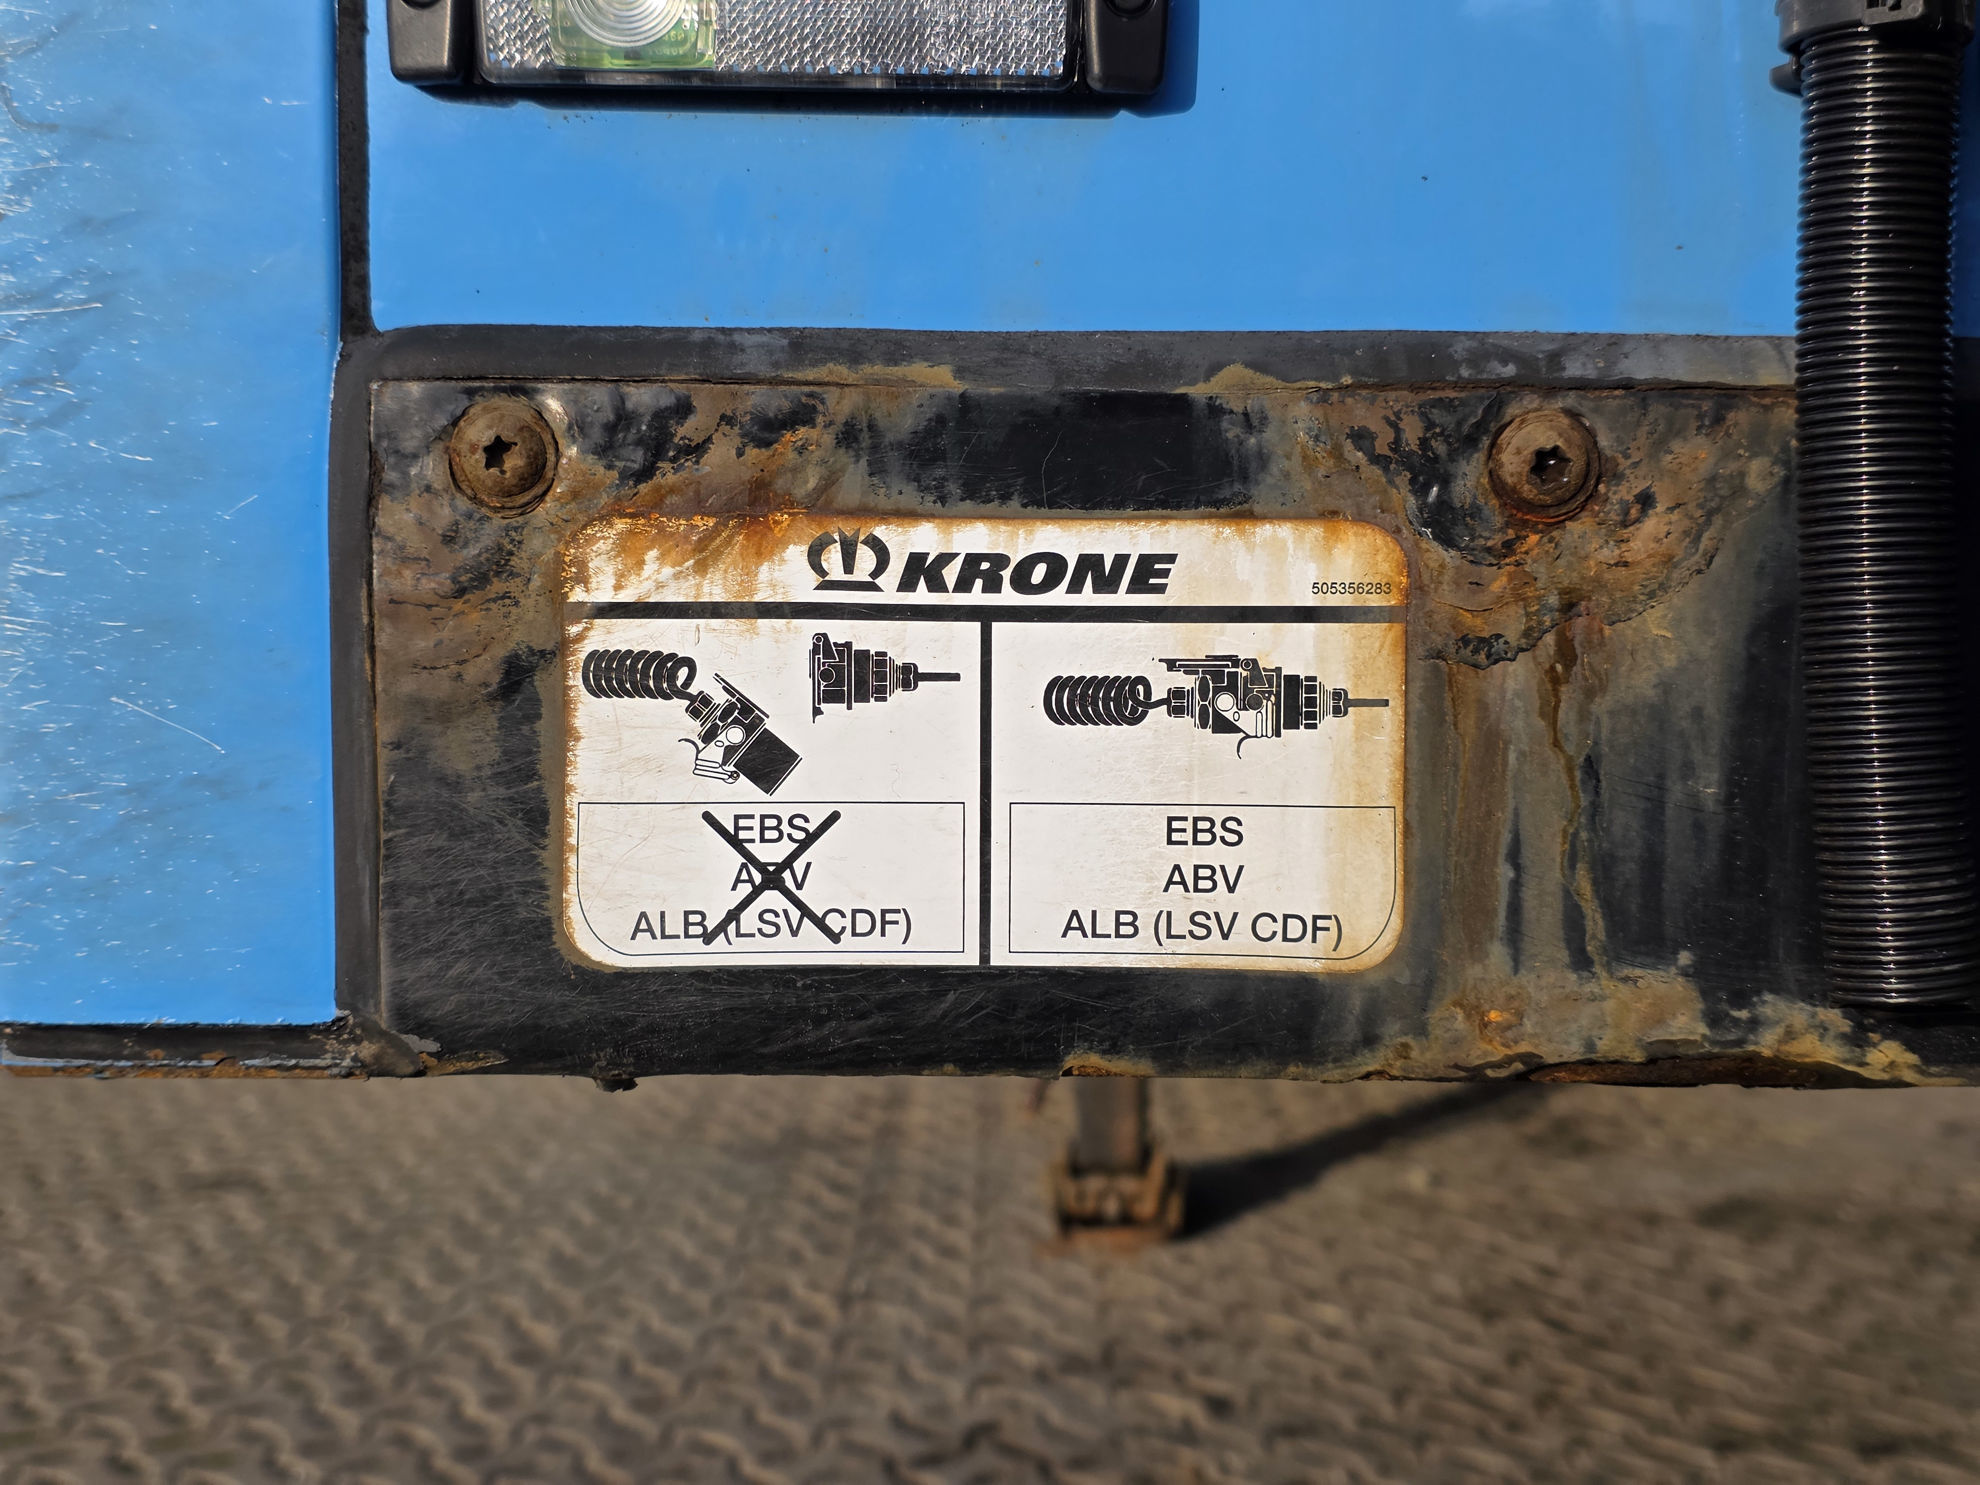 KRONE
505356283
EBS
ABV
ALB (LSV CDF)
EBS
ABV
ALB (LSV CDF)